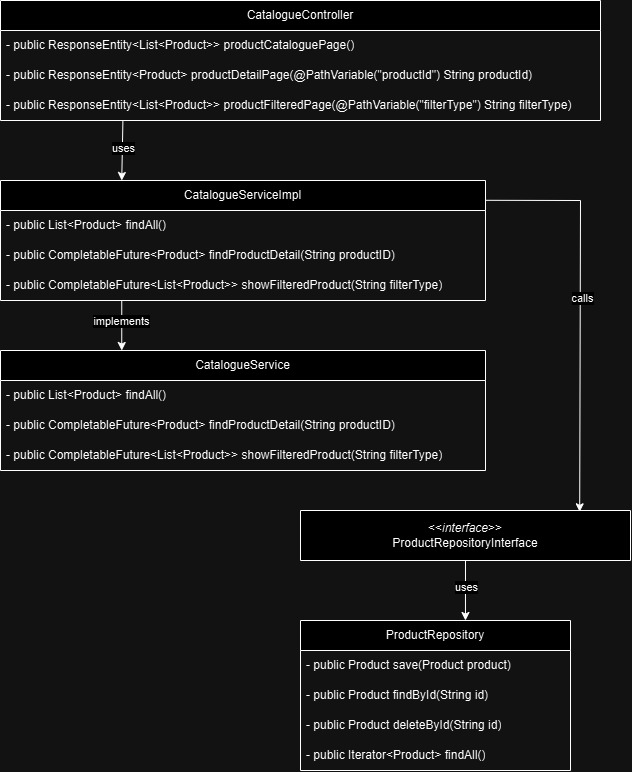 CatalogueController
- public ResponseEntity<List<Product>> productCataloguePage()
- public ResponseEntity<Product> productDetailPage(@PathVariable("productId") String productId)
- public ResponseEntity<List<Product>> productFilteredPage(@PathVariable("filterType") String filterType)
uses
CatalogueServiceImpl
- public List<Product> findAll()
- public CompletableFuture<Product> findProductDetail(String productID)
- public CompletableFuture<List<Product>> showFilteredProduct(String filterType)
calls
implements
CatalogueService
- public List<Product> findAll()
- public CompletableFuture<Product> findProductDetail(String productID)
- public CompletableFuture<List<Product>> showFilteredProduct(String filterType)
<<interface>>
ProductRepositoryInterface
uses
ProductRepository
- public Product save(Product product)
- public Product findById(String id)
- public Product deleteById(String id)
- public Iterator<Product> findAll()